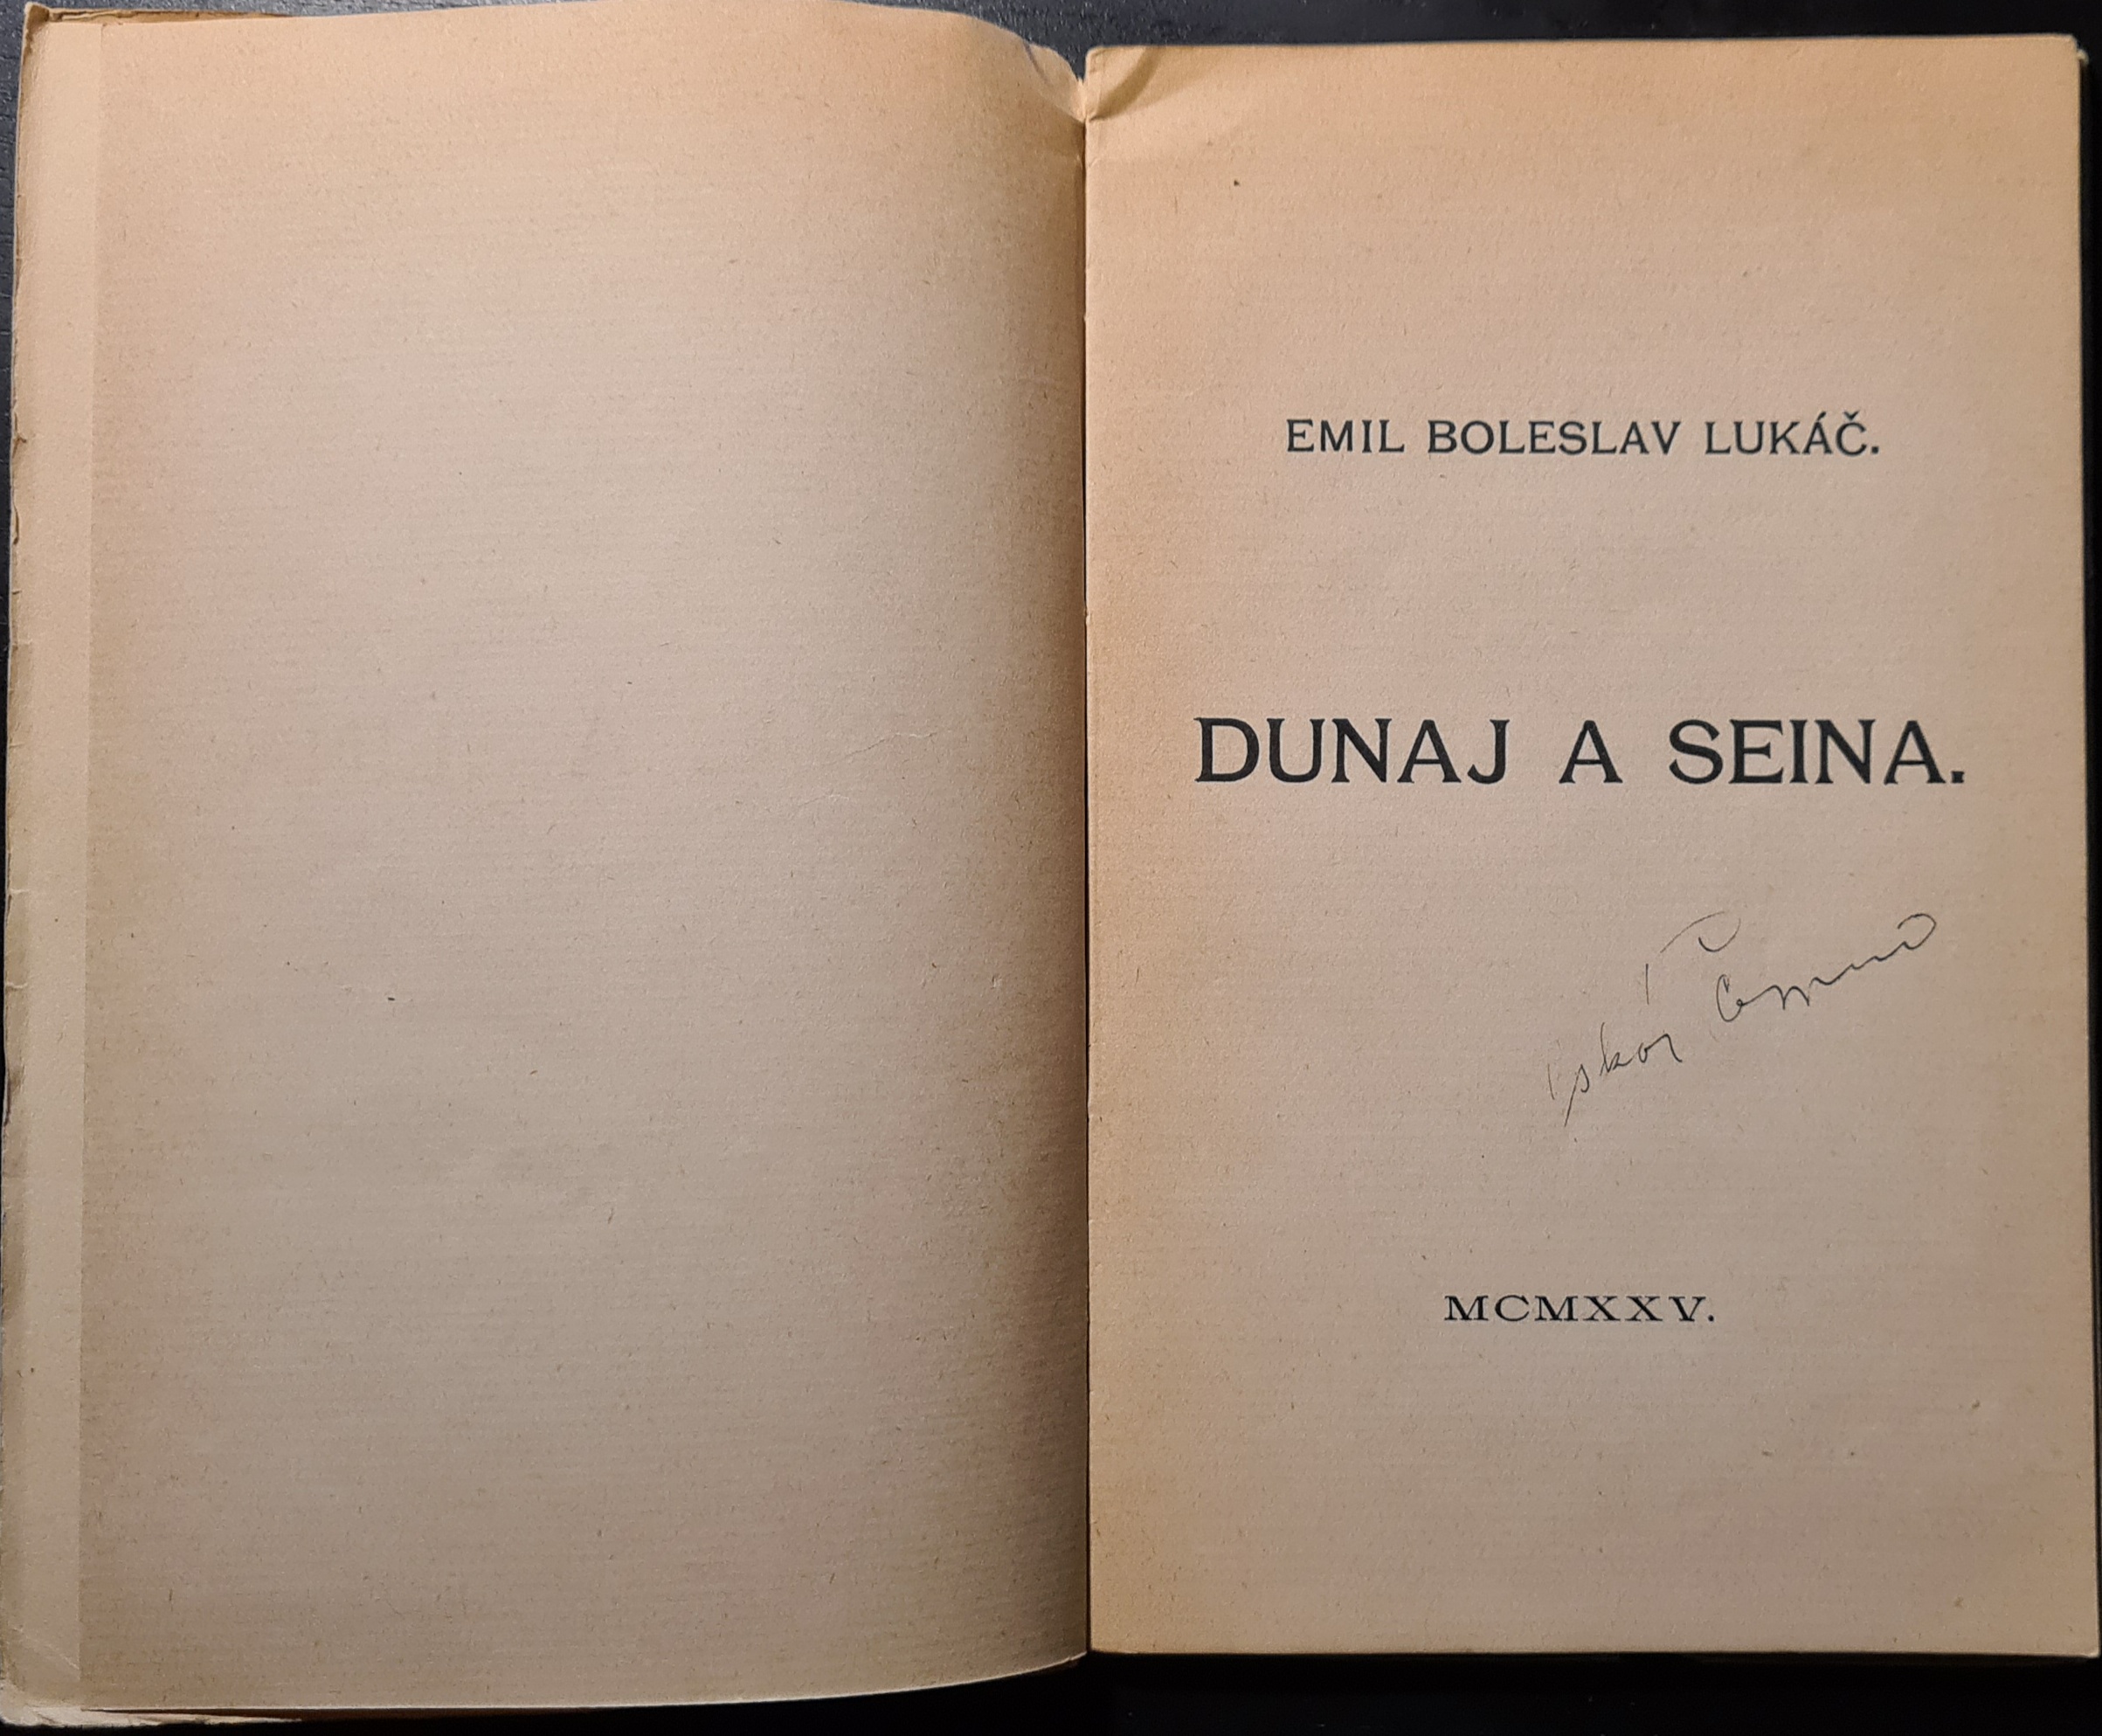 EMIL BOLESLAV LUKÁČ.
DUNAJ A SEINA.
MCMXXV.